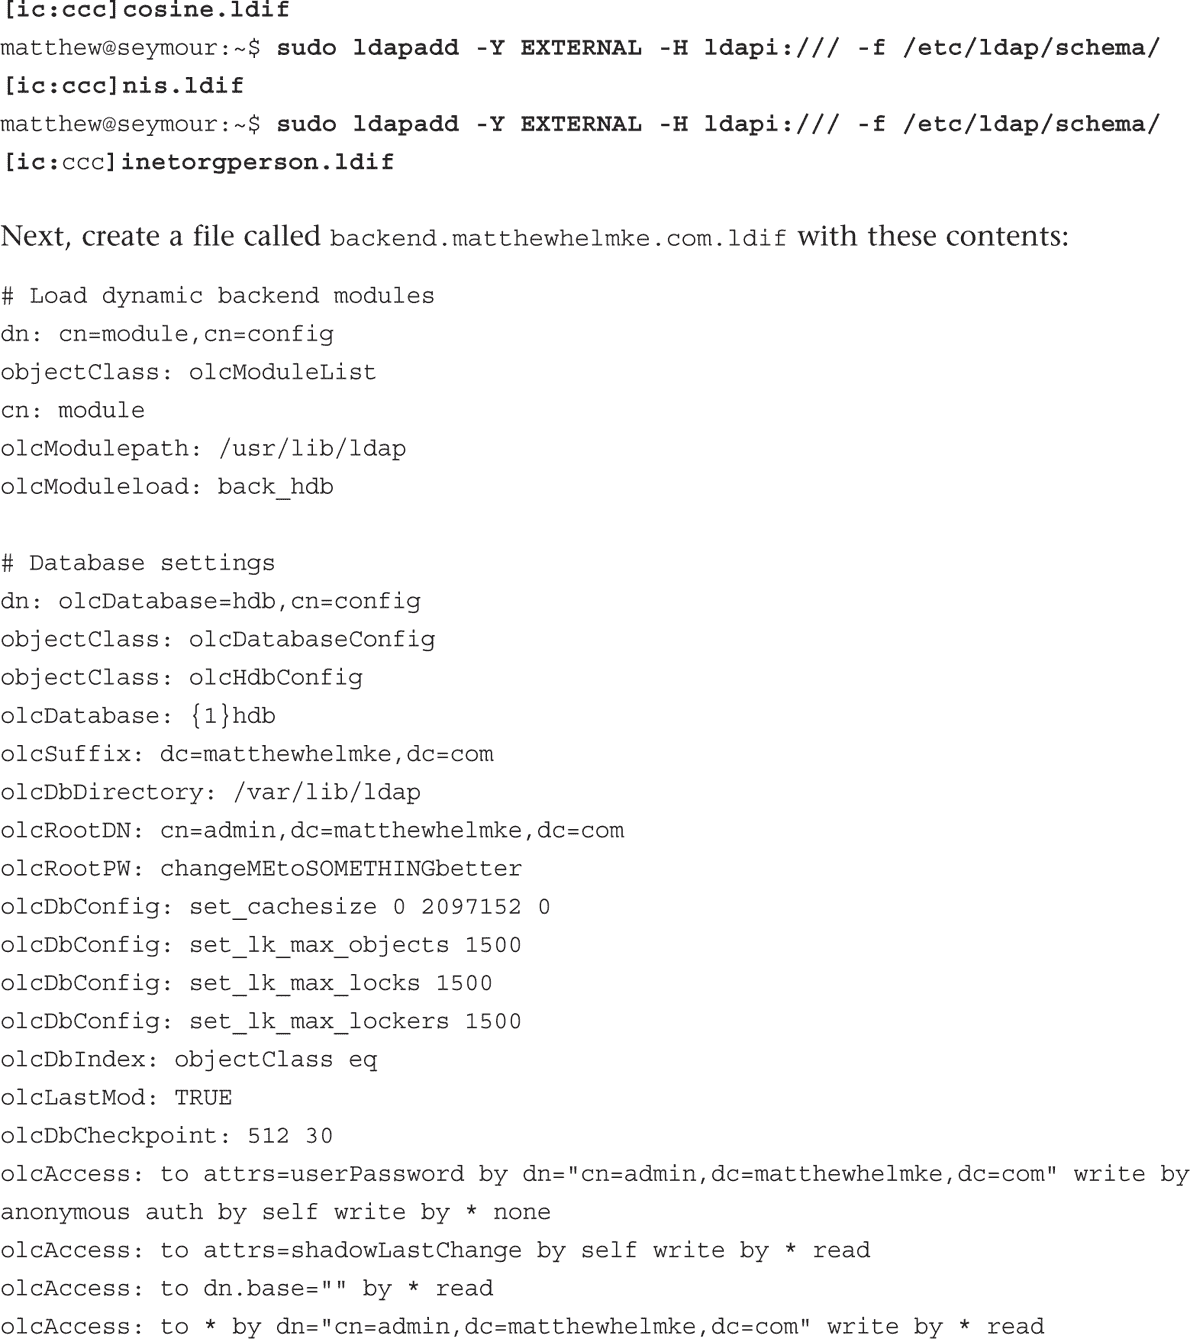 [ic:ccc]cosine.ldif
matthew@seymour:~$ sudo ldapadd -Y EXTERNAL -H ldapi:/// -f /etc/ldap/schema/
[ic:ccc]nis.ldif
matthew@seymour:~$ sudo ldapadd -Y EXTERNAL -H ldapi:/// -f /etc/ldap/schema/
[ic:ccc]inetorgperson.ldif
Next, create a file called backend.matthewhelmke.com.ldif with these contents:
# Load dynamic backend modules
dn: cn=module,cn=config
objectClass: olcModuleList
cn: module
olcModulepath: /usr/lib/ldap
olcModuleload: back_hdb
# Database settings
dn: olcDatabase=hdb,cn=config
objectClass: olcDatabaseConfig
objectClass: olcHdbConfig
olcDatabase: {1}hdb
olcSuffix: dc=matthewhelmke,dc=com
olcDbDirectory: /var/lib/ldap
olcRootDN: cn=admin,dc=matthewhelmke,dc=com
olcRootPW: changeMEtoSOMETHINGbetter
olcDbConfig: set_cachesize 0 2097152 0
olcDbConfig: set_lk_max_objects 1500
olcDbConfig: set_lk_max_locks 1500
olcDbConfig: set_lk_max_lockers 1500
olcDbIndex: objectClass eq
olcLastMod: TRUE
olcDbCheckpoint: 512 30
olcAccess: to attrs=userPassword by dn="cn=admin,dc=matthewhelmke,dc=com" write by
anonymous auth by self write by * none
olcAccess: to attrs=shadowLastChange by self write by * read
olcAccess: to dn.base="" by * read
olcAccess: to * by dn="cn=admin,dc=matthewhelmke,dc=com" write by * read